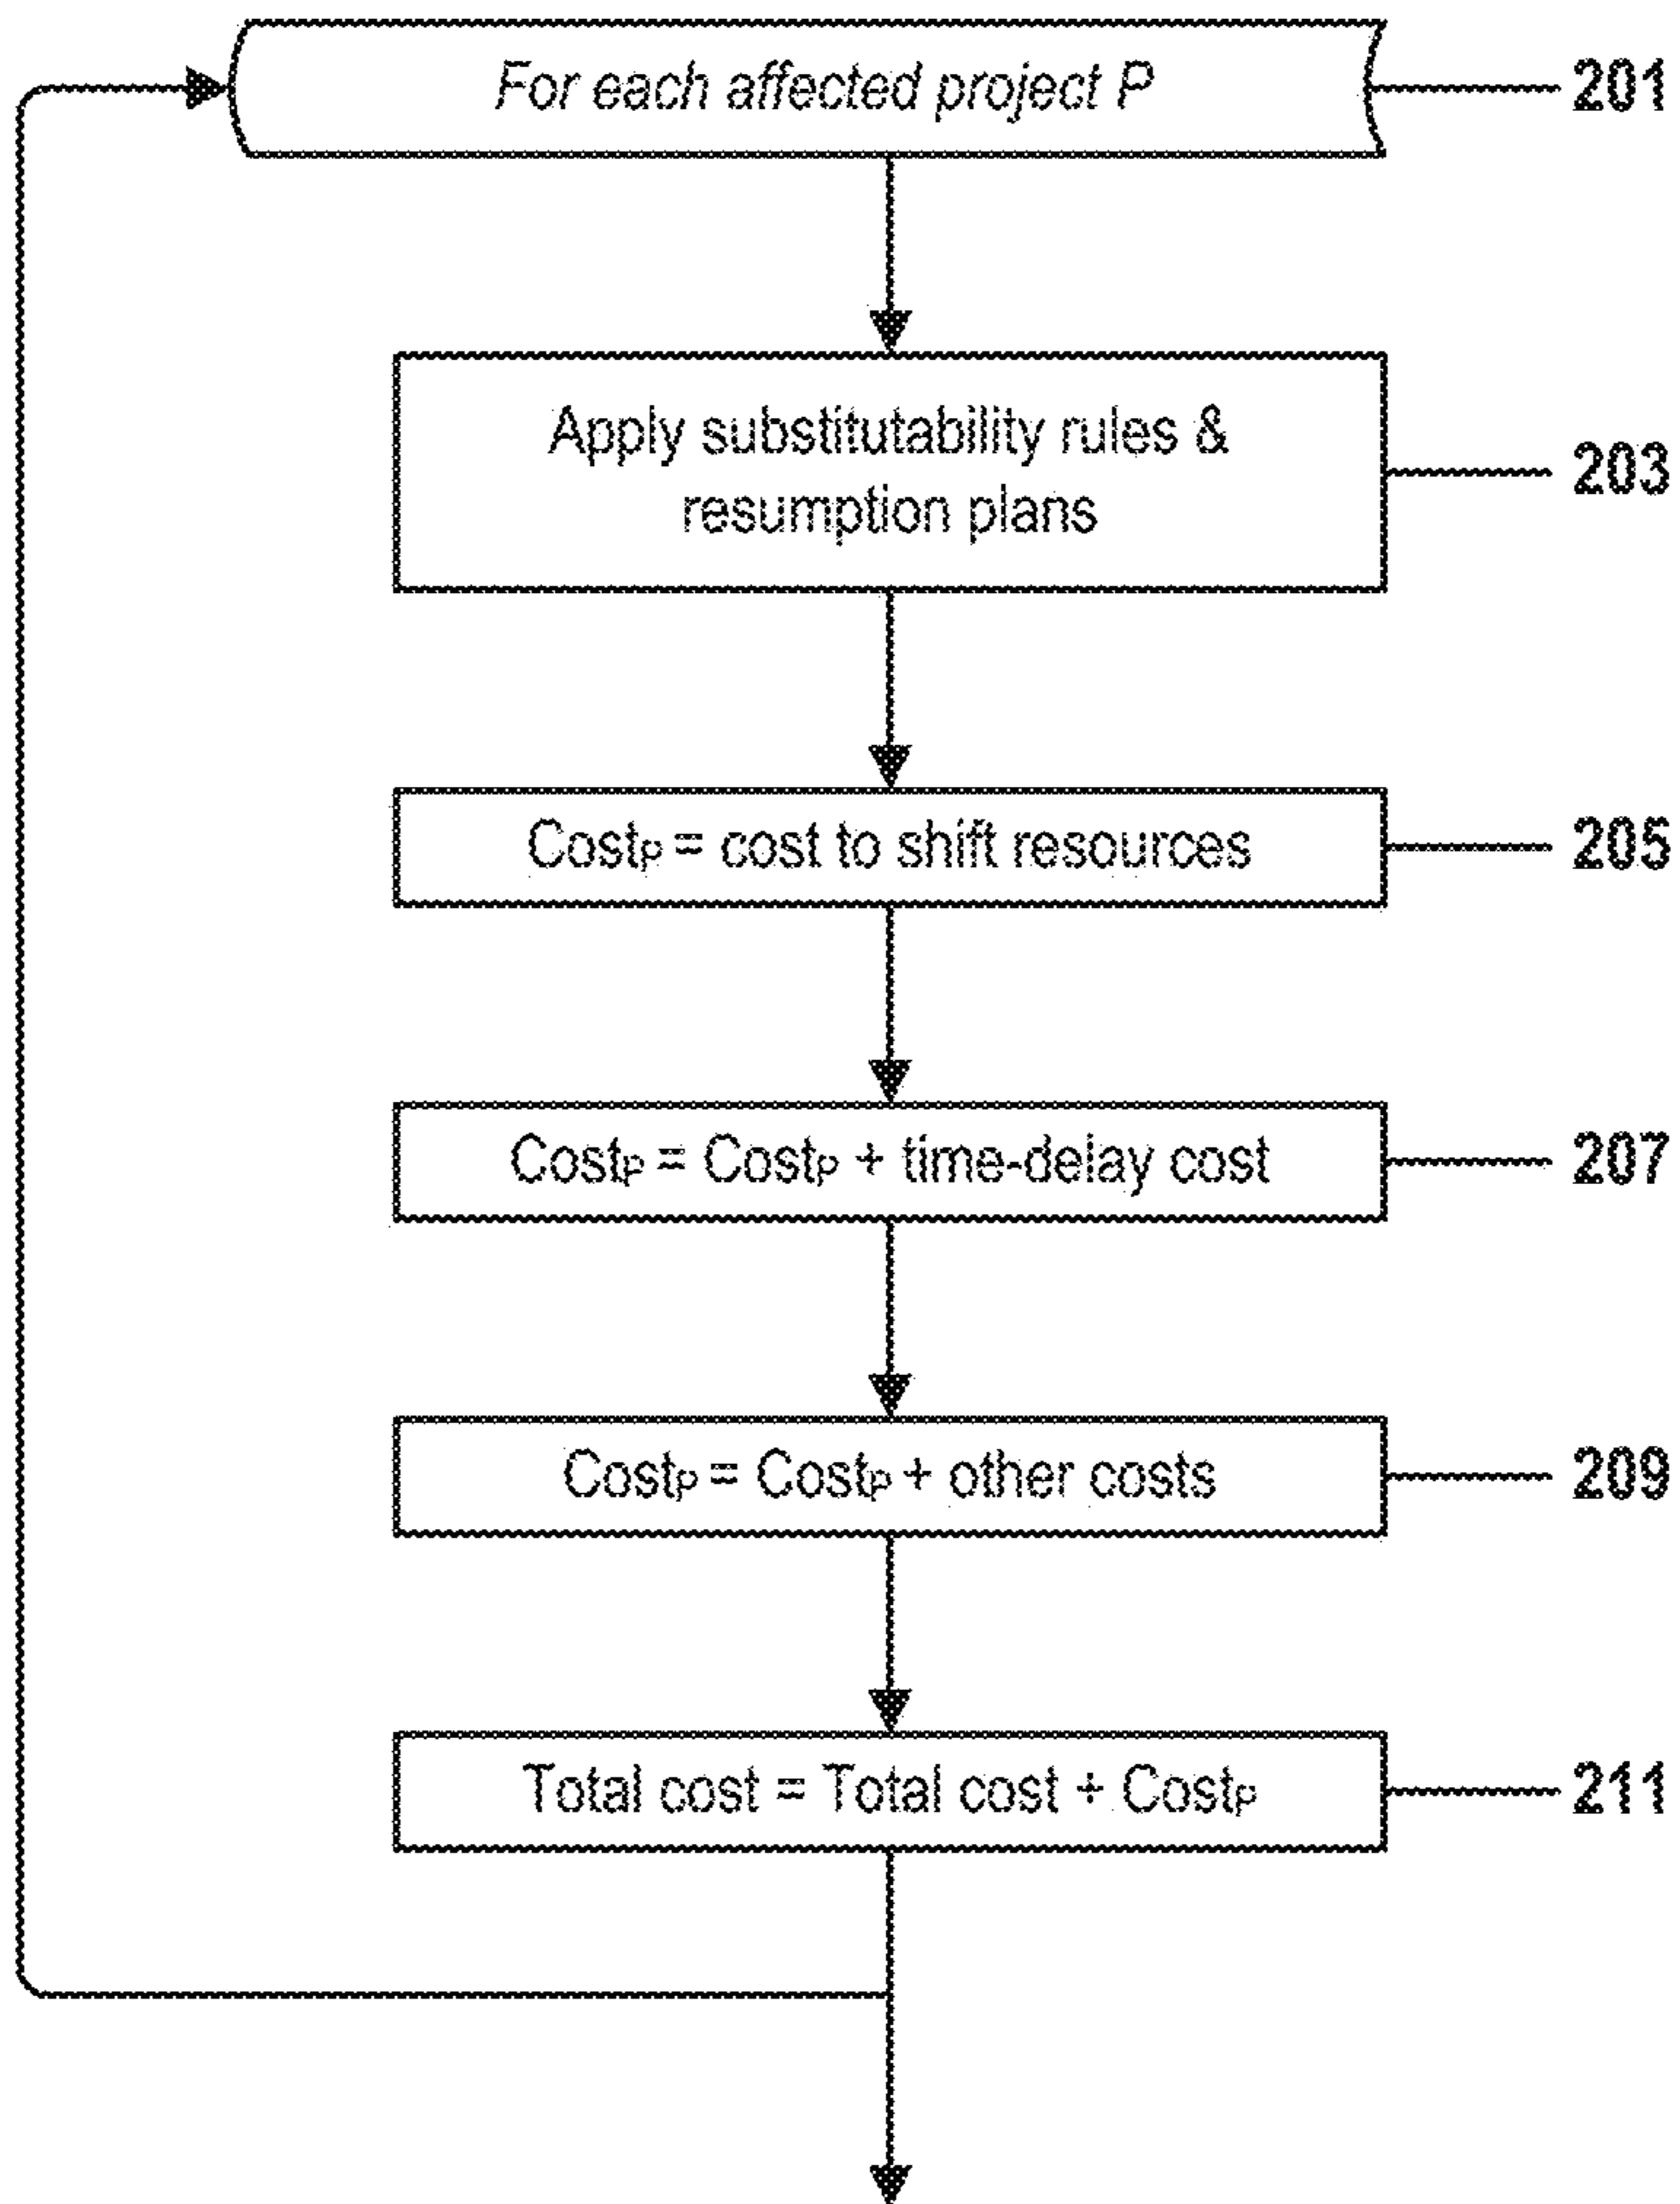 For each affected project P
201
Apply substitutability rules &
resumption plans
203
Costₚ = cost to shift resources
205
Costₚ = Costₚ + time-delay cost
207
Costₚ = Costₚ + other costs
209
Total cost = Total cost + Costₚ
211